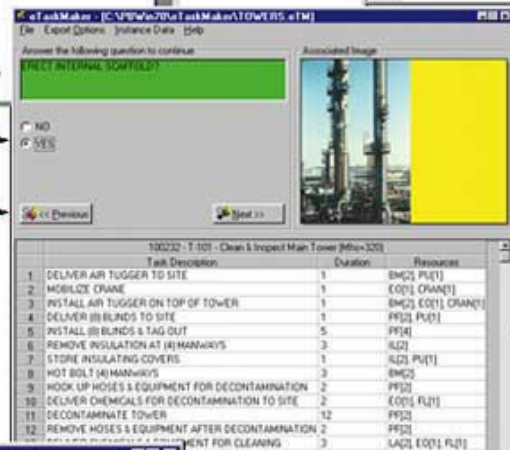 eTaskMaker - [C:\PBWin70\eTaskMaker\TOWERS.eTM]
File Export Options Instance Data Help
Answer the following question to continue
Associated Image
ERECT INTERNAL SCAFFOLD?
NO
YES
<< Previous
Next >>
100232 - T-101 - Clean & Inspect Main Tower [Mhs=320]
Task Description Duration Resources
1 DELIVER AIR TUGGER TO SITE 1 BM[2], PU[1]
2 MOBILIZE CRANE 1 EO[1], CRAN[1]
3 INSTALL AIR TUGGER ON TOP OF TOWER 1 BM[2], EO[1], CRAN[1]
4 DELIVER (8) BLINDS TO SITE 1 PF[2], PU[1]
5 INSTALL (8) BLINDS & TAG OUT 5 PF[4]
6 REMOVE INSULATION AT (4) MANWAYS 3 IL[2]
7 STORE INSULATING COVERS 1 IL[2], PU[1]
8 HOT BOLT (4) MANWAYS 3 BM[2]
9 HOOK UP HOSES & EQUIPMENT FOR DECONTAMINATION 2 PF[2]
10 DELIVER CHEMICALS FOR DECONTAMINATION TO SITE 2 EO[1], FL[1]
11 DECONTAMINATE TOWER 12 PF[2]
12 REMOVE HOSES & EQUIPMENT AFTER DECONTAMINATION 2 PF[2]
EQUIPMENT FOR CLEANING 3 LA[2], EO[1], FL[1]